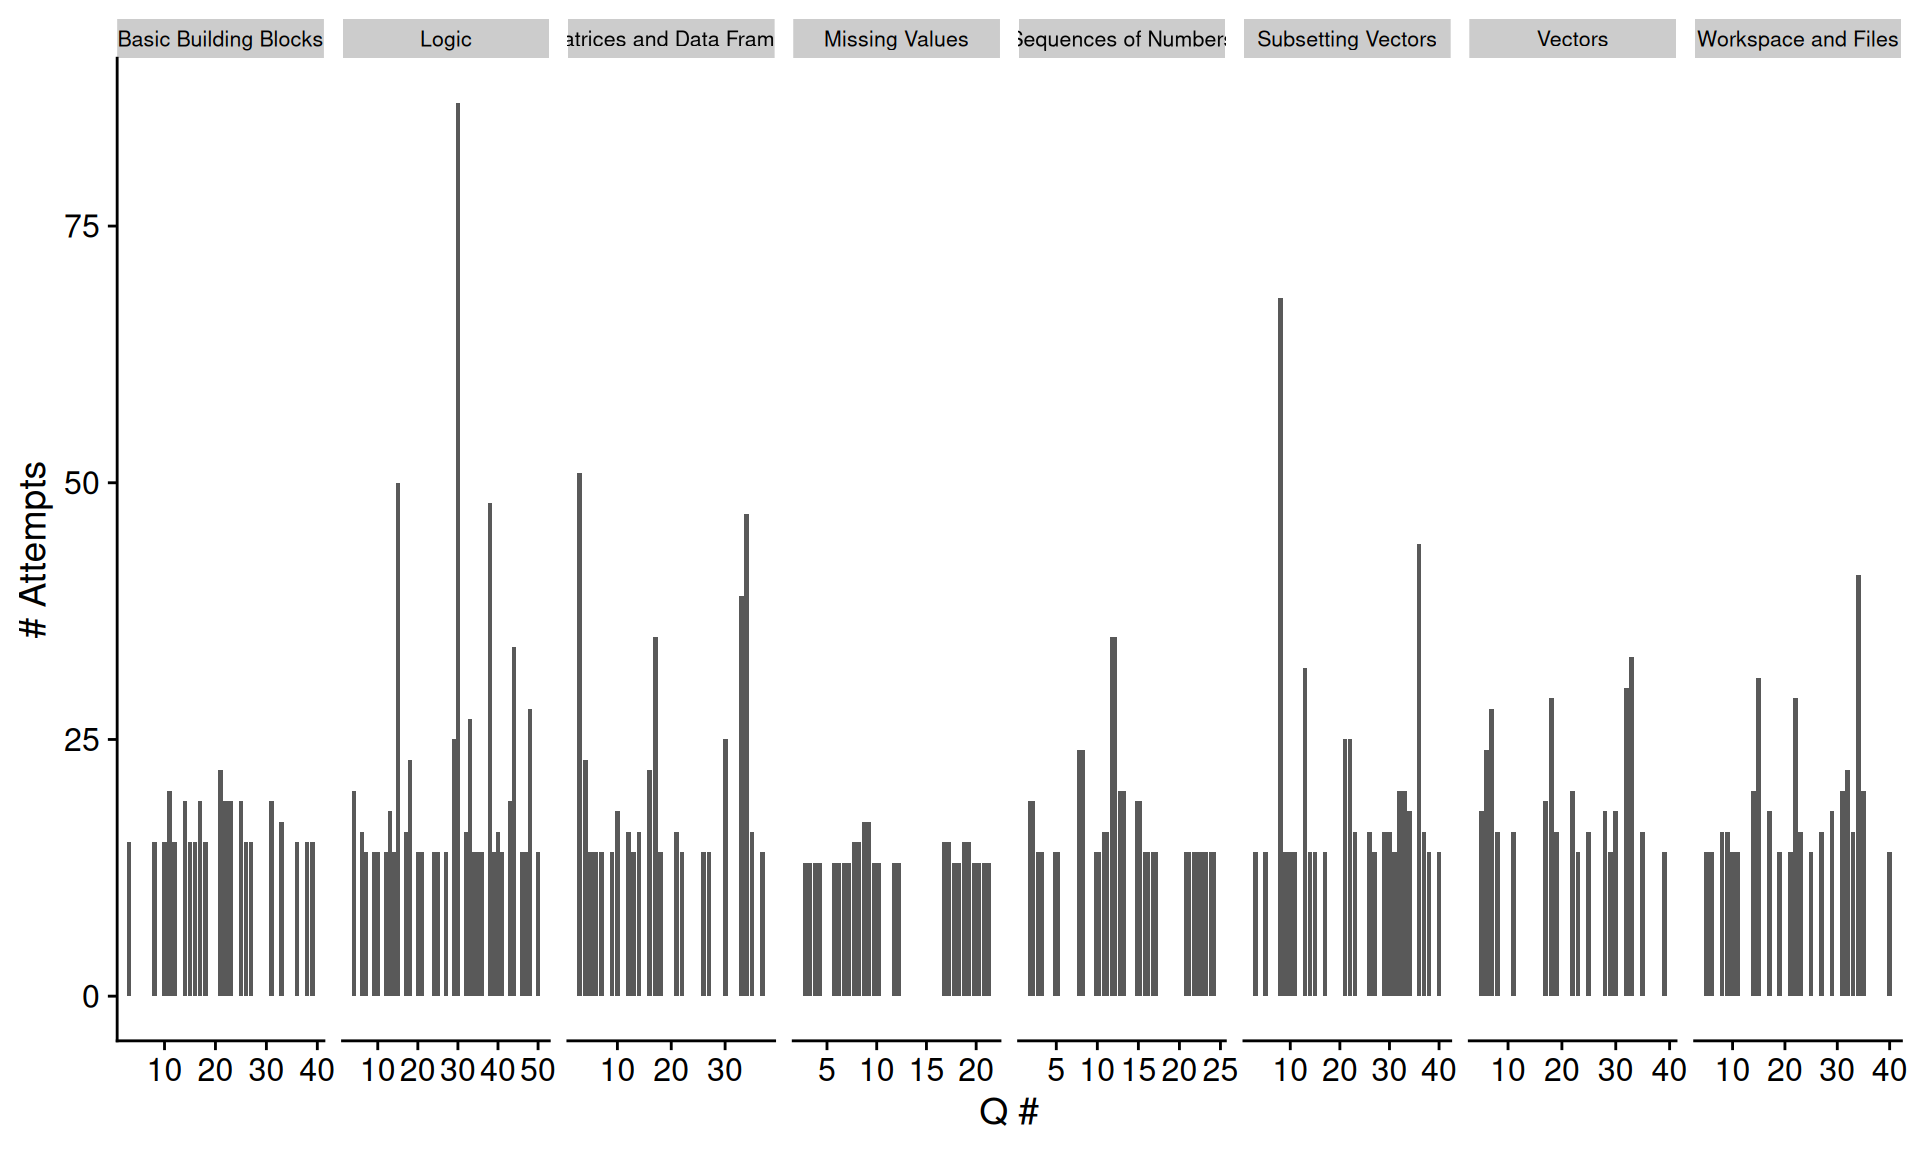 Basic Building Blocks Logic atrices and Data Fram Missing Values Sequences of Numbers Subsetting Vectors Vectors Workspace and Files
75
50
25
0
# Attempts
10 20 30 40 10 20 30 40 50 10 20 30 5 10 15 20 5 10 15 20 25 10 20 30 40 10 20 30 40 10 20 30 40
Q #